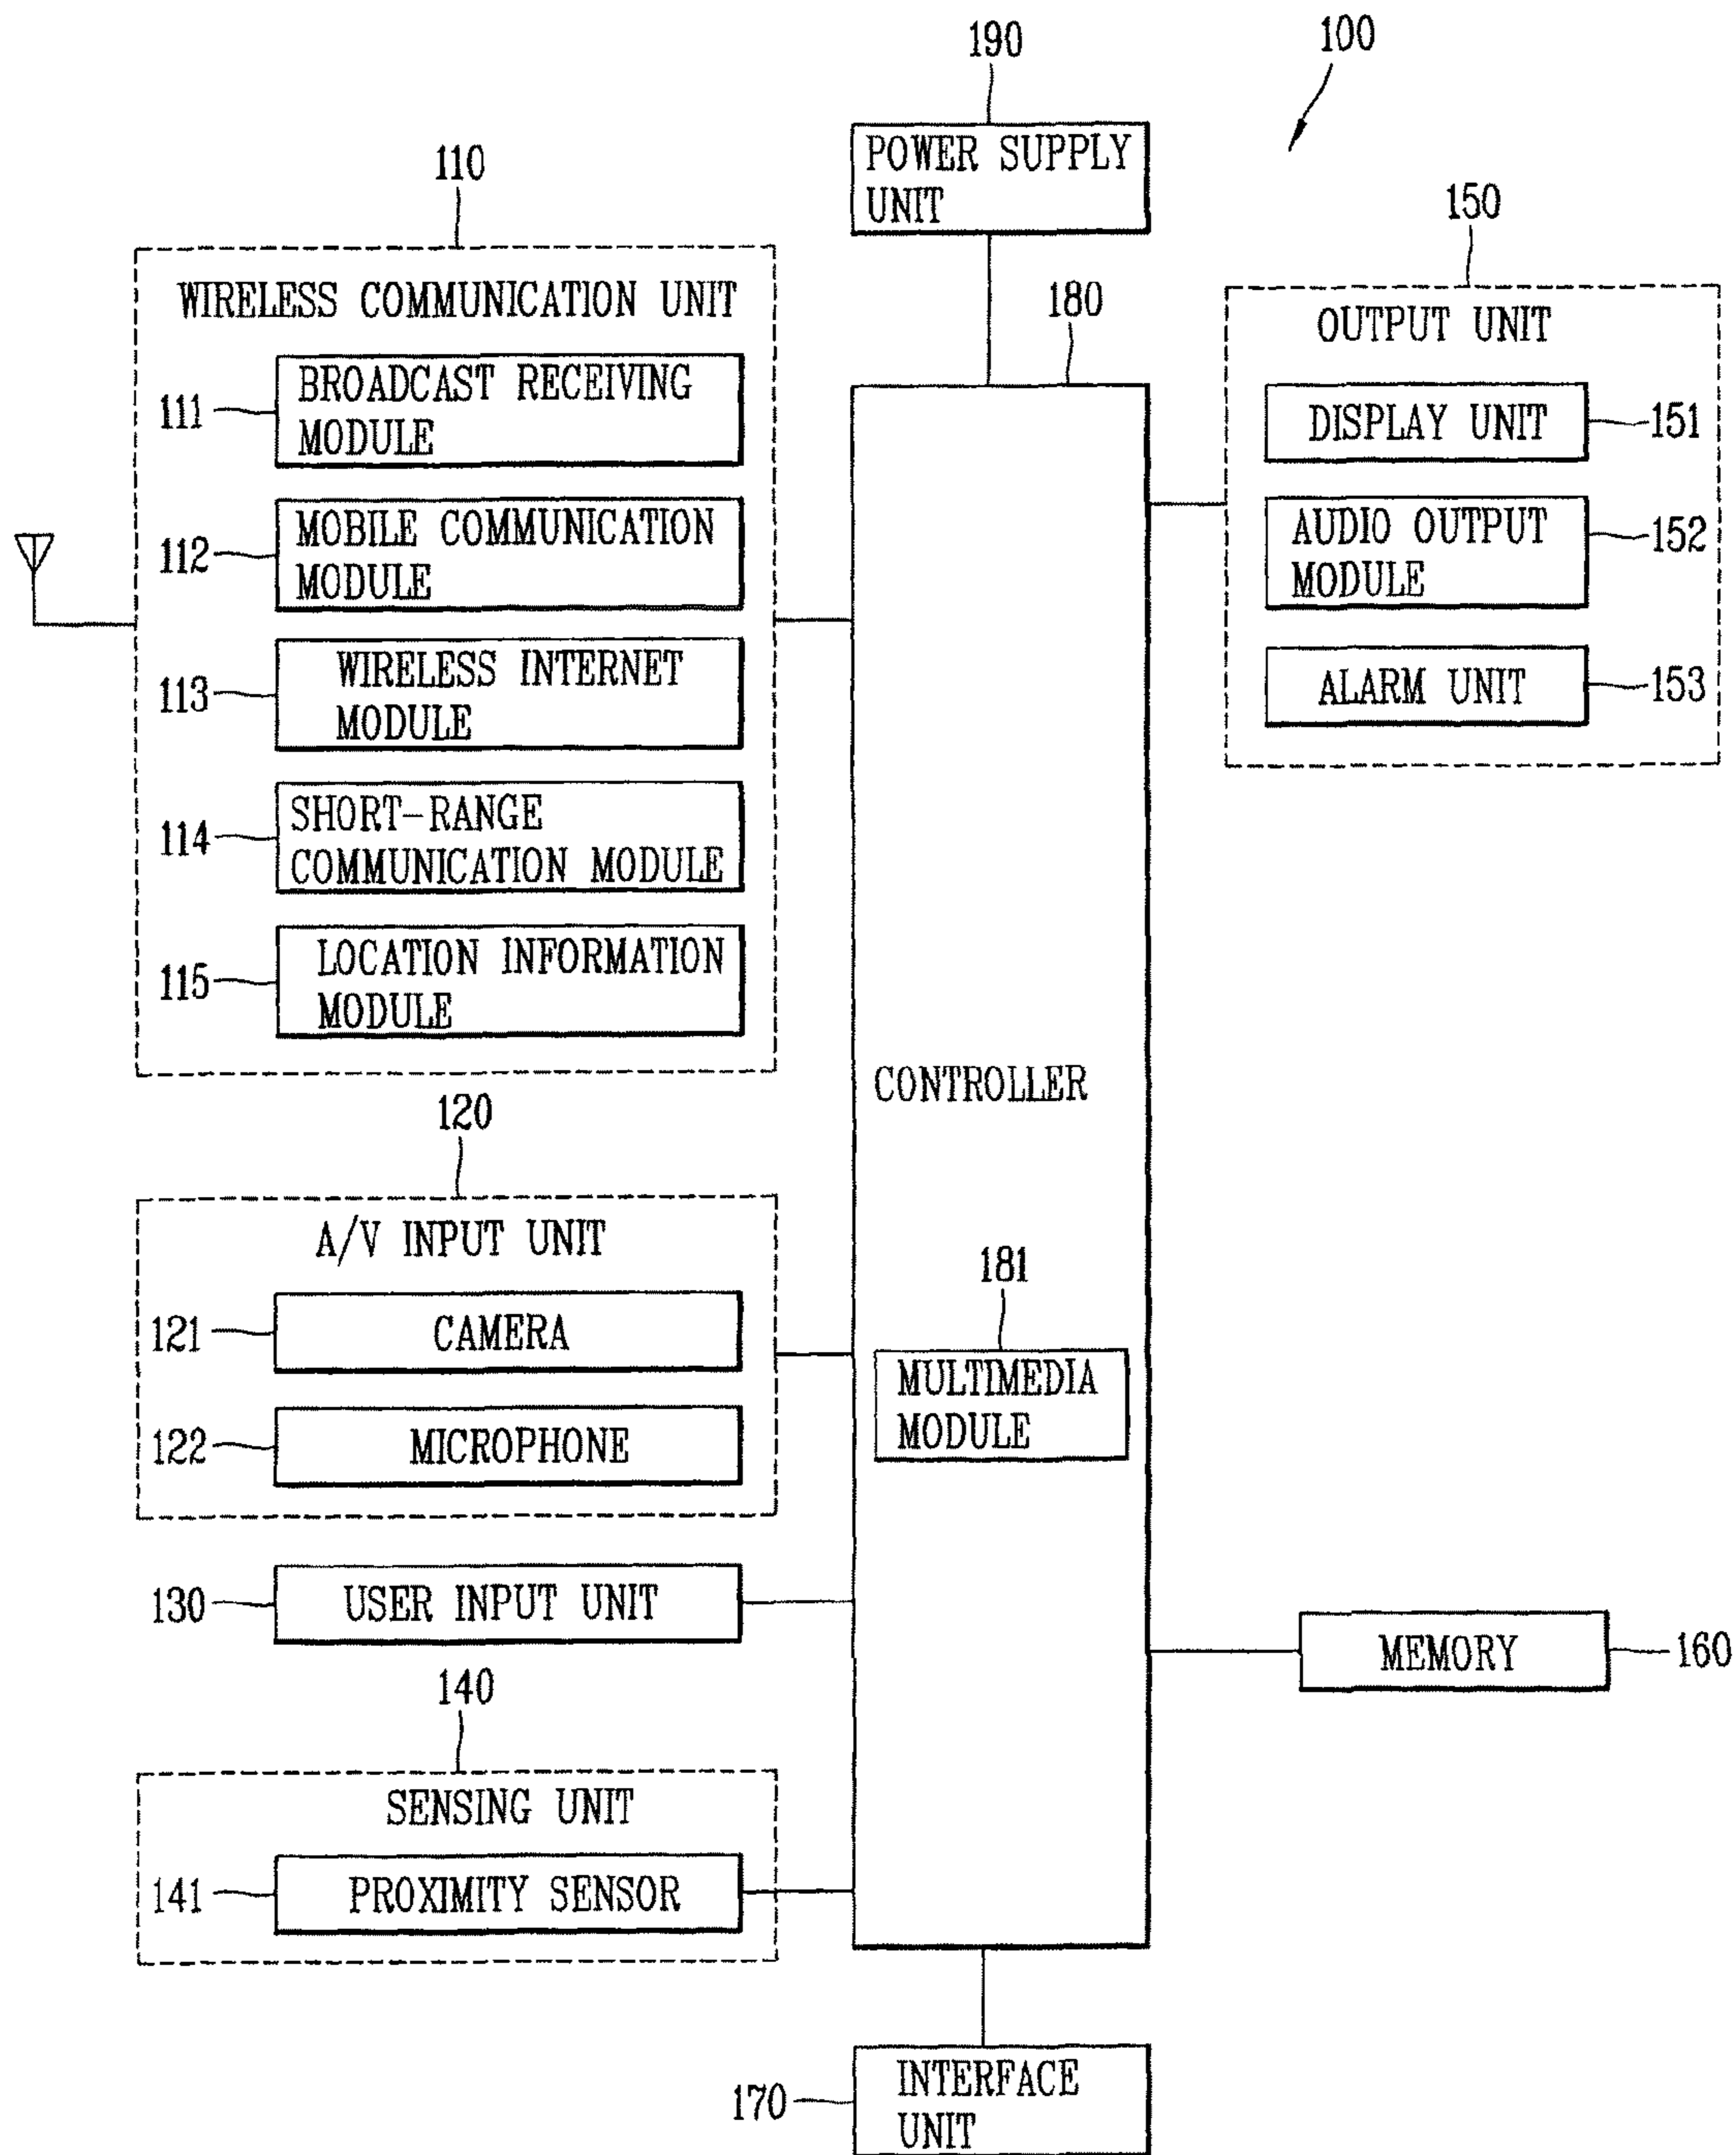 100
190
POWER SUPPLY
UNIT
110
WIRELESS COMMUNICATION UNIT
111
BROADCAST RECEIVING
MODULE
112
MOBILE COMMUNICATION
MODULE
113
WIRELESS INTERNET
MODULE
114
SHORT-RANGE
COMMUNICATION MODULE
115
LOCATION INFORMATION
MODULE
120
A/V INPUT UNIT
121
CAMERA
122
MICROPHONE
130
USER INPUT UNIT
140
SENSING UNIT
141
PROXIMITY SENSOR
180
CONTROLLER
181
MULTIMEDIA
MODULE
150
OUTPUT UNIT
DISPLAY UNIT
151
AUDIO OUTPUT
MODULE
152
ALARM UNIT
153
MEMORY
160
170
INTERFACE
UNIT